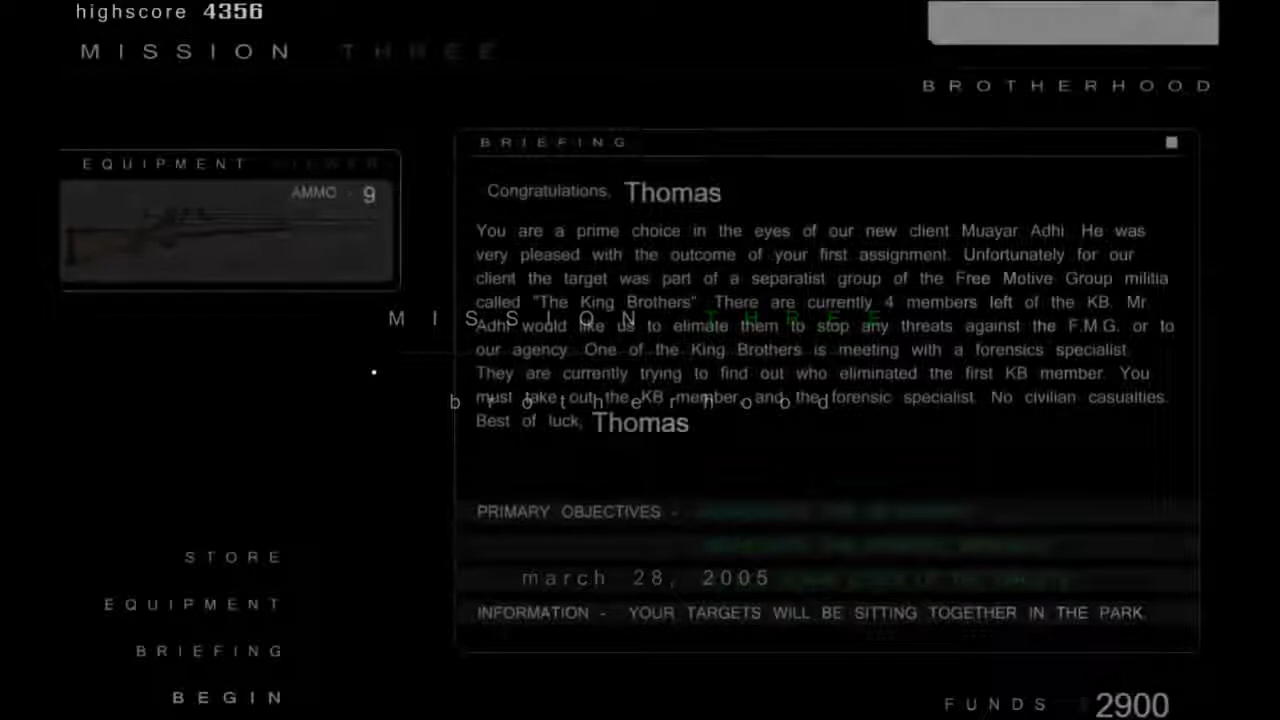 highscore 4356
MISSION THREE
BROTHERHOOD
EQUIPMENT VIEWER
AMMO - 9
BRIEFING
Congratulations, Thomas
You are a prime choice in the eyes of our new client Muayar Adhi. He was
very pleased with the outcome of your first assignment. Unfortunately for our
client the target was part of a separatist group of the Free Motive Group militia
called "The King Brothers". There are currently 4 members left of the KB. Mr.
Adhi would like us to elimate them to stop any threats against the F.M.G. or to
our agency. One of the King Brothers is meeting with a forensics specialist.
They are currently trying to find out who eliminated the first KB member. You
must take out the KB member and the forensic specialist. No civilian casualties.
Best of luck, Thomas
MISSION THREE
brotherhood
PRIMARY OBJECTIVES -
march 28, 2005
INFORMATION - YOUR TARGETS WILL BE SITTING TOGETHER IN THE PARK.
STORE
EQUIPMENT
BRIEFING
BEGIN
FUNDS 2900